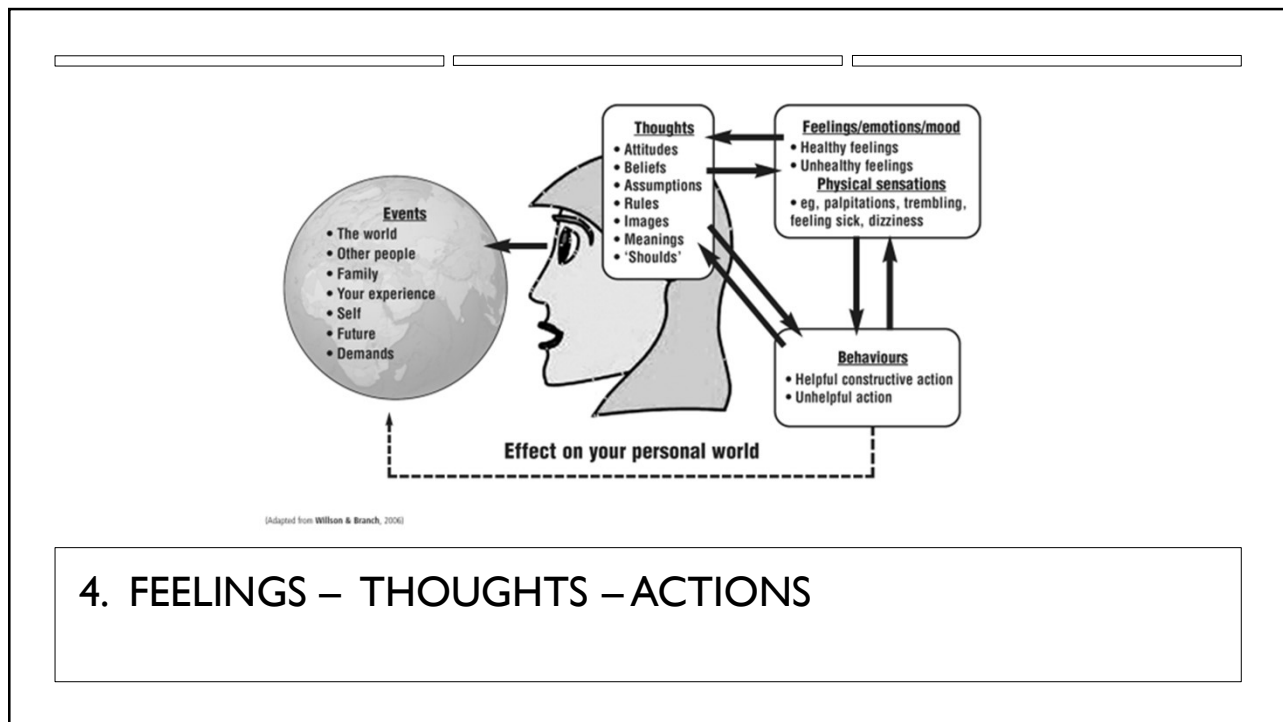 Events
• The world
• Other people
• Family
• Your experience
• Self
• Future
• Demands
Thoughts
• Attitudes
• Beliefs
• Assumptions
• Rules
• Images
• Meanings
• ‘Shoulds’
Feelings/emotions/mood
• Healthy feelings
• Unhealthy feelings
Physical sensations
• eg, palpitations, trembling,
feeling sick, dizziness
Behaviours
• Helpful constructive action
• Unhelpful action
Effect on your personal world
(Adapted from Willson & Branch, 2006)
4. FEELINGS – THOUGHTS – ACTIONS